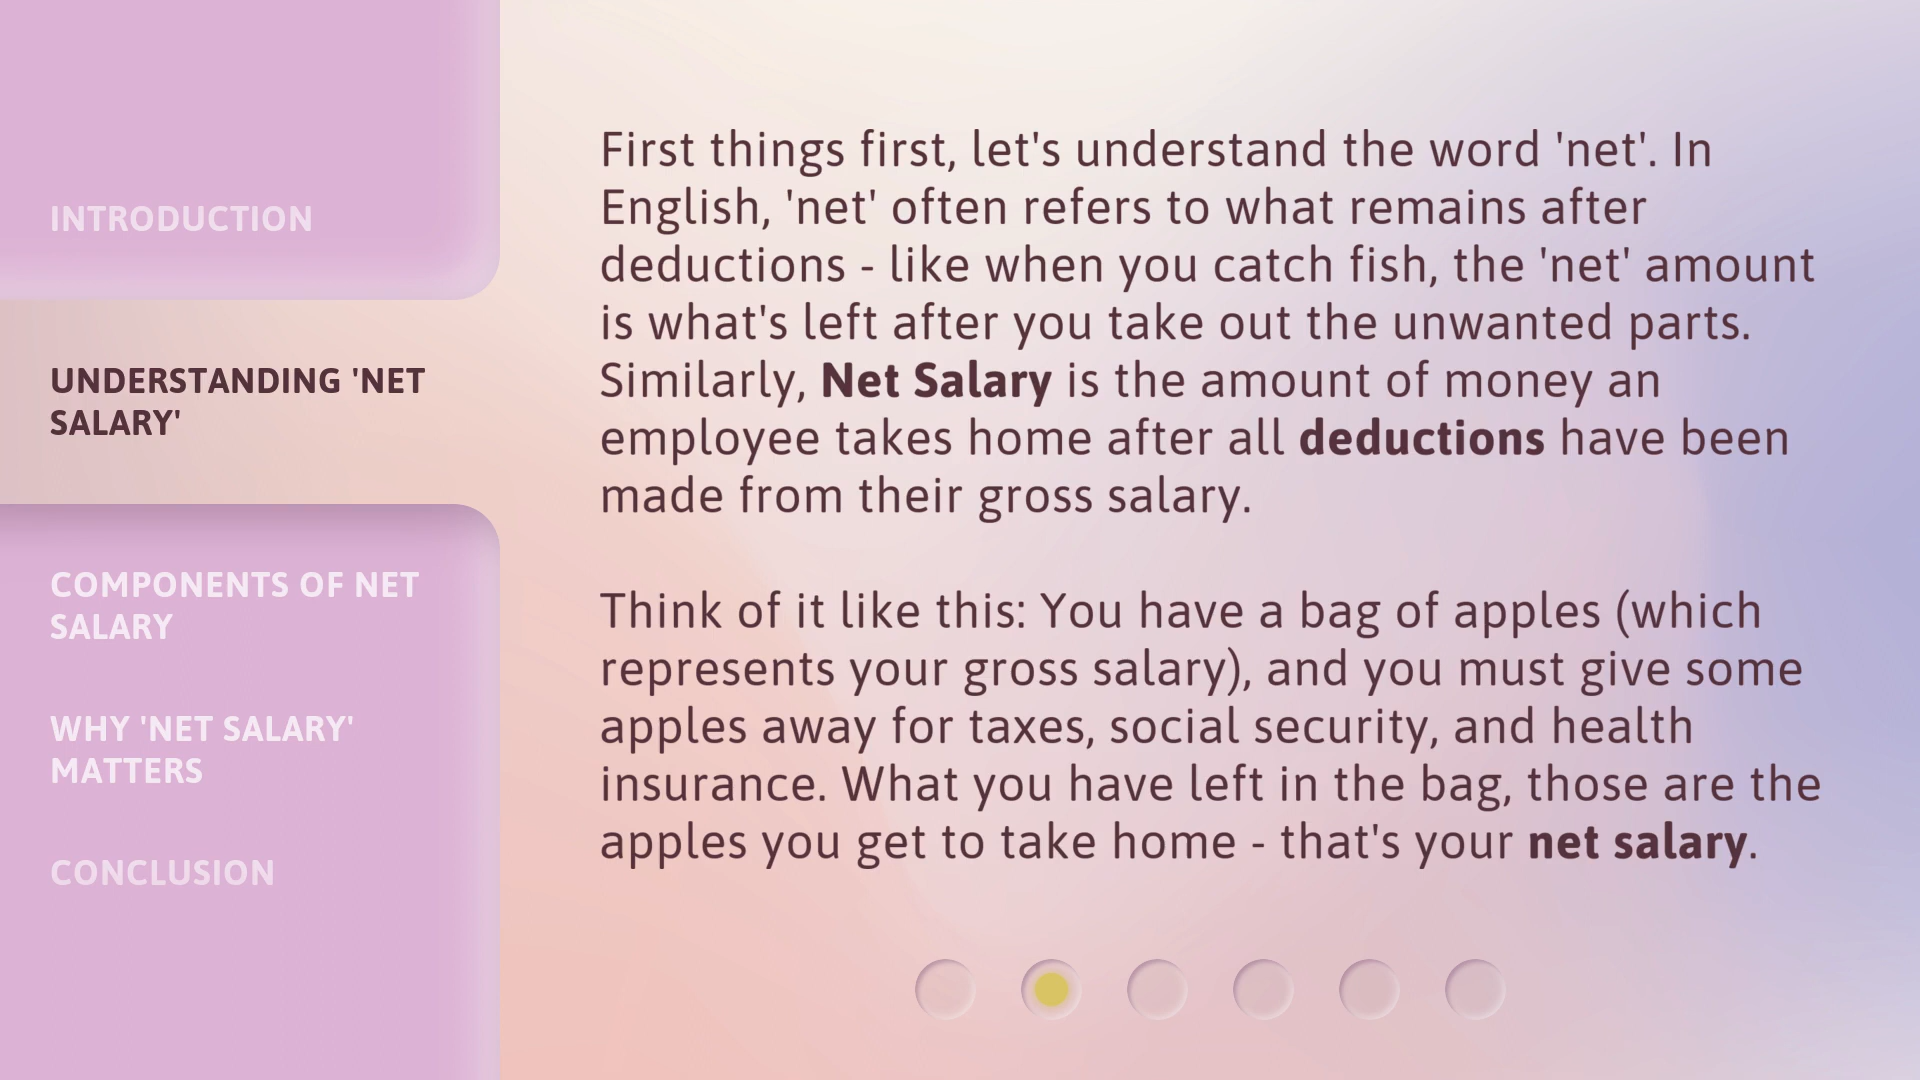 INTRODUCTION
UNDERSTANDING 'NET
SALARY'
COMPONENTS OF NET
SALARY
WHY 'NET SALARY'
MATTERS
CONCLUSION
First things first, let's understand the word 'net'. In
English, 'net' often refers to what remains after
deductions - like when you catch fish, the 'net' amount
is what's left after you take out the unwanted parts.
Similarly, Net Salary is the amount of money an
employee takes home after all deductions have been
made from their gross salary.
Think of it like this: You have a bag of apples (which
represents your gross salary), and you must give some
apples away for taxes, social security, and health
insurance. What you have left in the bag, those are the
apples you get to take home - that's your net salary.